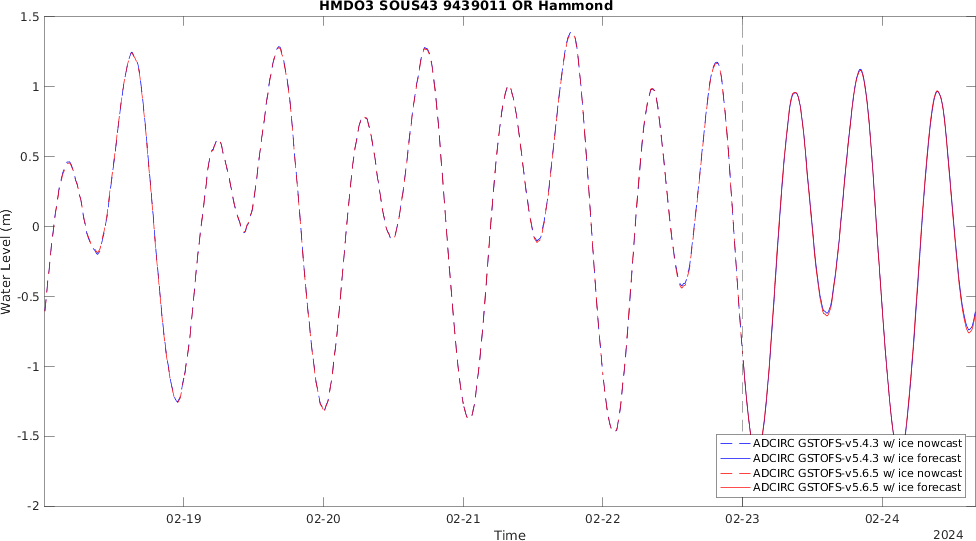 HMDO3 SOUS43 9439011 OR Hammond
1.5
1
0.5
0
-0.5
-1
-1.5
-2
Water Level (m)
ADCIRC GSTOFS-v5.4.3 w/ ice nowcast
ADCIRC GSTOFS-v5.4.3 w/ ice forecast
ADCIRC GSTOFS-v5.6.5 w/ ice nowcast
ADCIRC GSTOFS-v5.6.5 w/ ice forecast
02-19 02-20 02-21 02-22 02-23 02-24
Time
2024